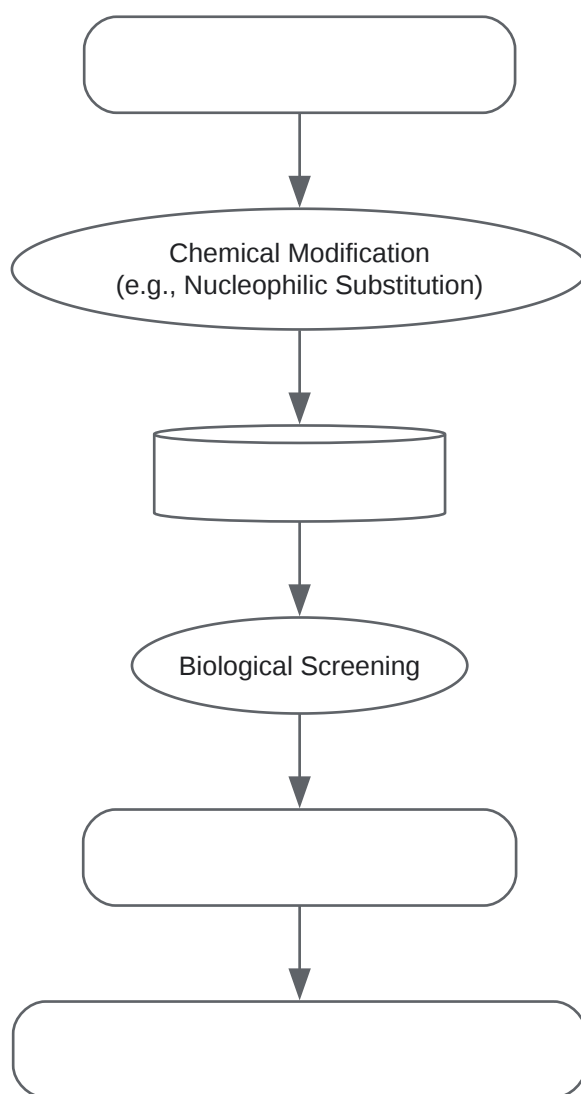 Chemical Modification
(e.g., Nucleophilic Substitution)
Biological Screening